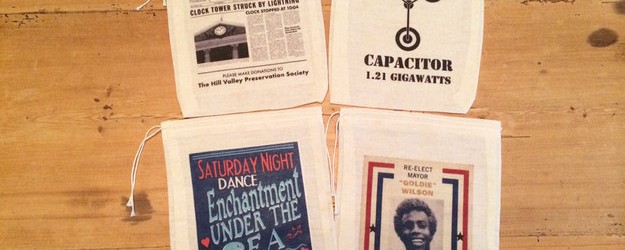 CLOCK TOWER STRUCK BY LIGHTNING
CLOCK STOPPED AT 10:04
PLEASE MAKE DONATIONS TO
The Hill Valley Preservation Society
CAPACITOR
1.21 GIGAWATTS
SATURDAY NIGHT
DANCE
Enchantment
UNDER THE
RE-ELECT
MAYOR
"GOLDIE"
WILSON